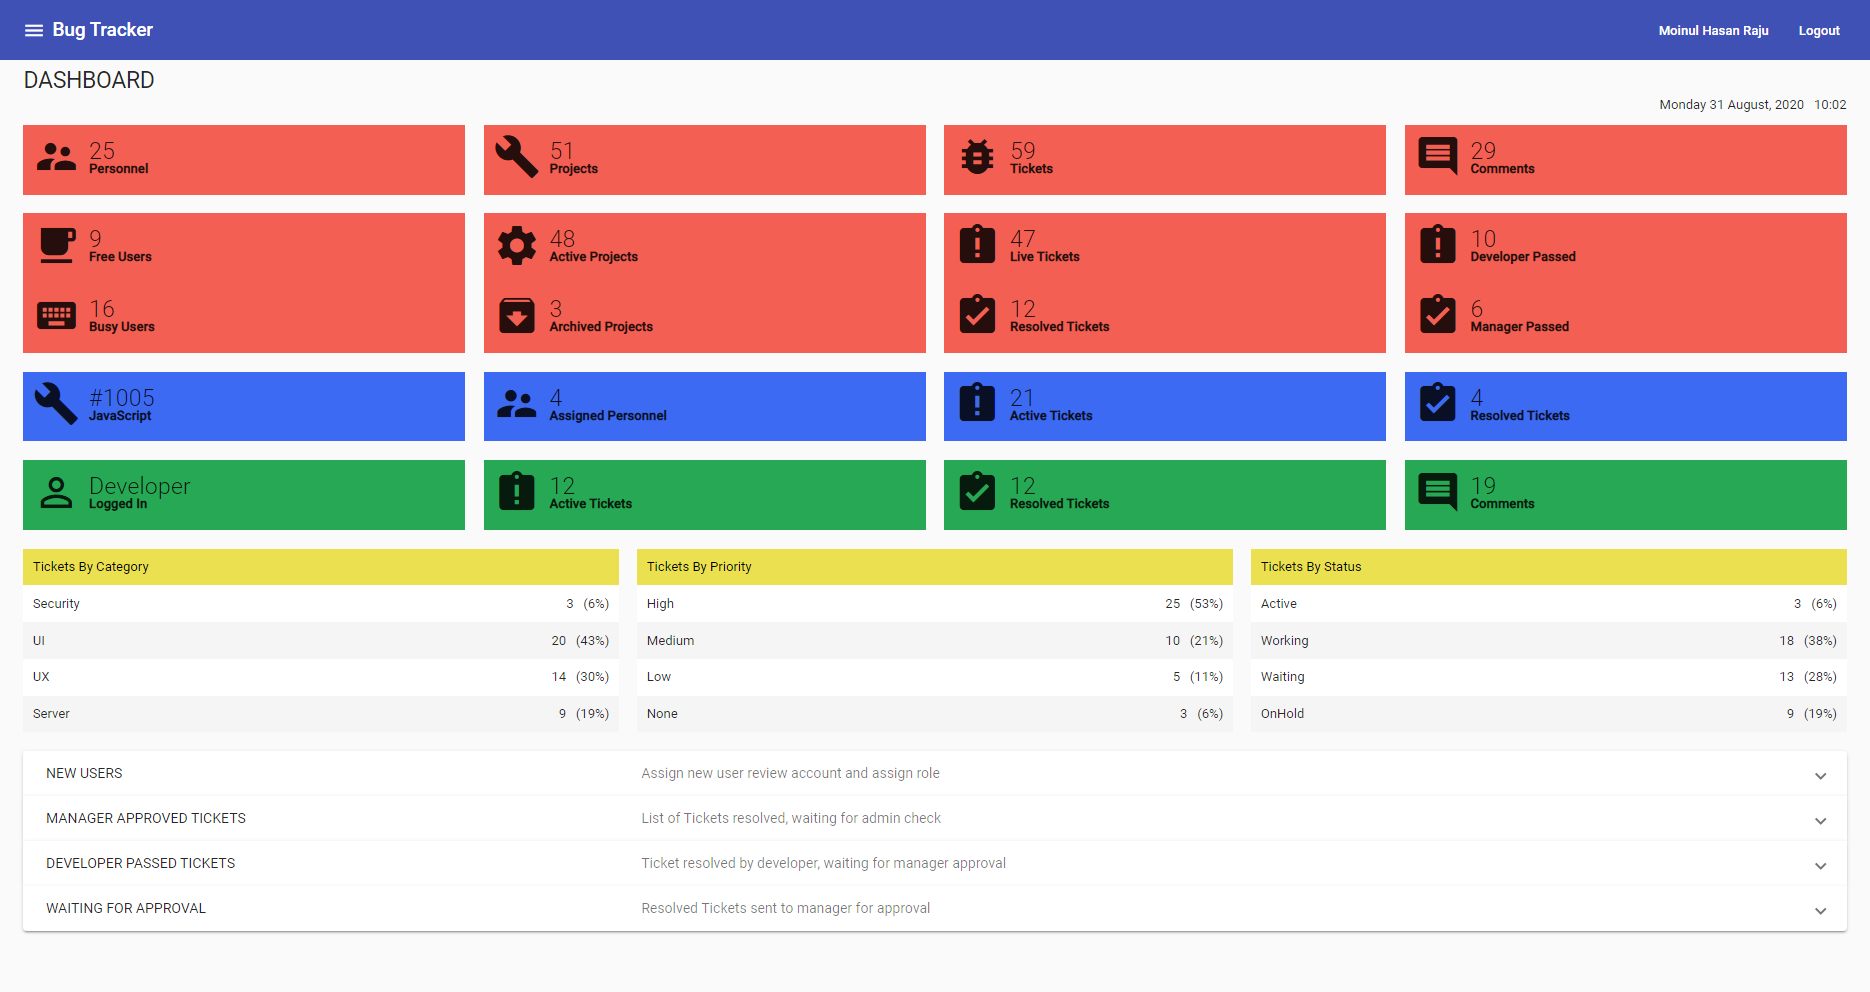 Bug Tracker
Moinul Hasan Raju Logout
DASHBOARD
Monday 31 August, 2020 10:02
25
Personnel
51
Projects
59
Tickets
29
Comments
9
Free Users
16
Busy Users
48
Active Projects
3
Archived Projects
47
Live Tickets
12
Resolved Tickets
10
Developer Passed
6
Manager Passed
#1005
JavaScript
4
Assigned Personnel
21
Active Tickets
4
Resolved Tickets
Developer
Logged In
12
Active Tickets
12
Resolved Tickets
19
Comments
Tickets By Category
Security 3 (6%)
UI 20 (43%)
UX 14 (30%)
Server 9 (19%)
Tickets By Priority
High 25 (53%)
Medium 10 (21%)
Low 5 (11%)
None 3 (6%)
Tickets By Status
Active 3 (6%)
Working 18 (38%)
Waiting 13 (28%)
OnHold 9 (19%)
NEW USERS Assign new user review account and assign role
MANAGER APPROVED TICKETS List of Tickets resolved, waiting for admin check
DEVELOPER PASSED TICKETS Ticket resolved by developer, waiting for manager approval
WAITING FOR APPROVAL Resolved Tickets sent to manager for approval